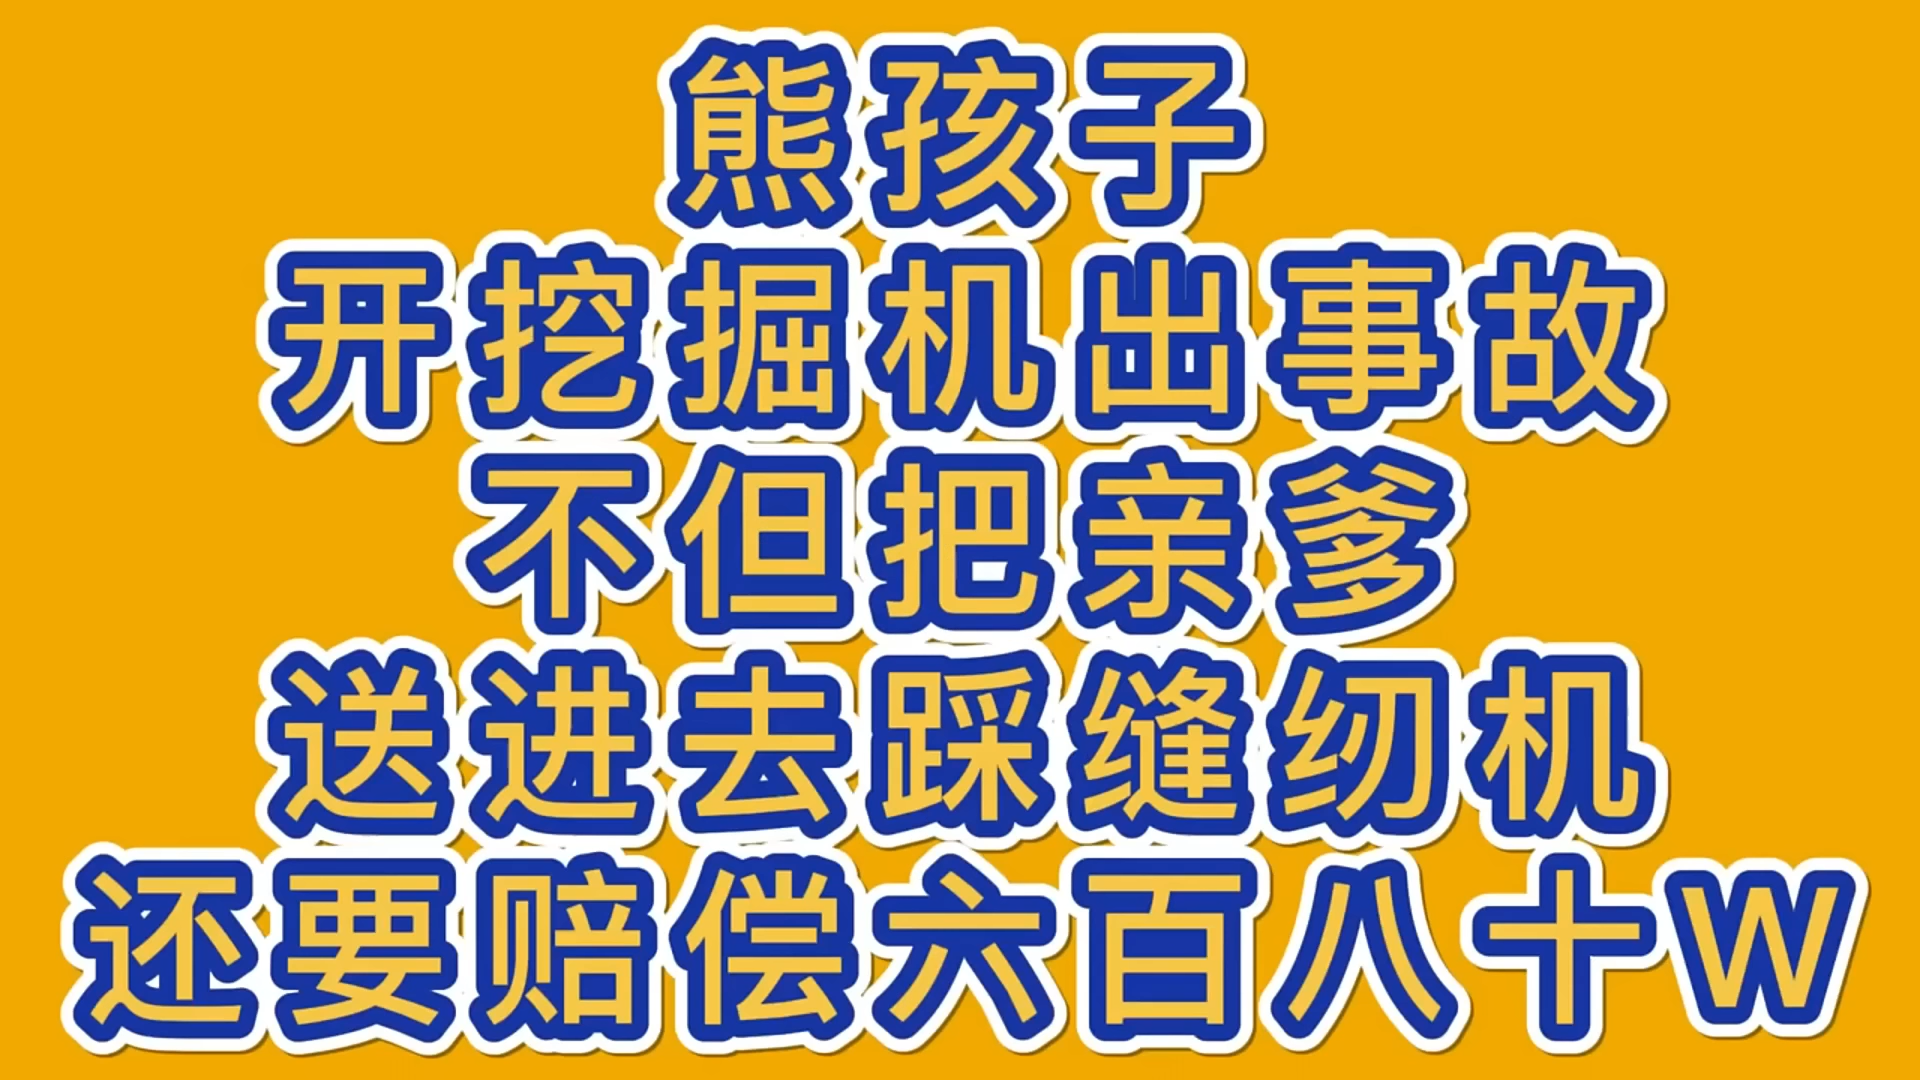 熊孩子
开挖掘机出事故
不但把亲爹
送进去踩缝纫机
还要赔偿六百八十W